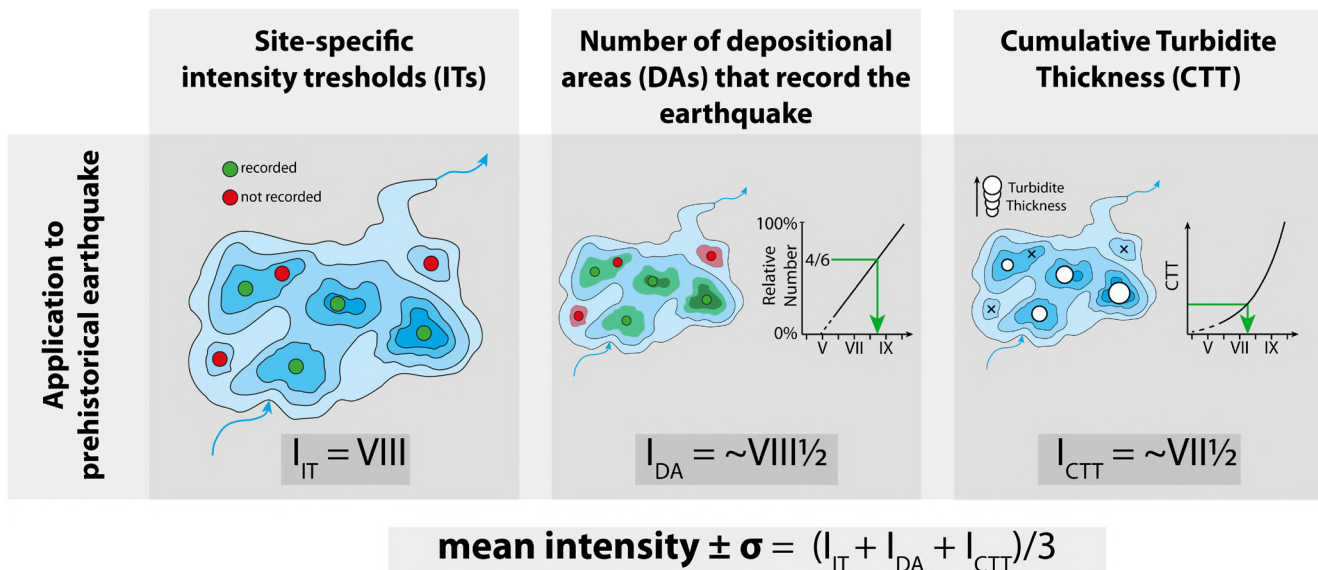 Site-specific
intensity tresholds (ITs)
Number of depositional
areas (DAs) that record the
earthquake
Cumulative Turbidite
Thickness (CTT)
Application to
prehistorical earthquake
recorded
not recorded
I_IT = VIII
100%
4/6
0%
Relative
Number
V VII IX
I_DA = ~VIII½
Turbidite
Thickness
CTT
V VII IX
I_CTT = ~VII½
mean intensity ± σ = (I_IT + I_DA + I_CTT)/3